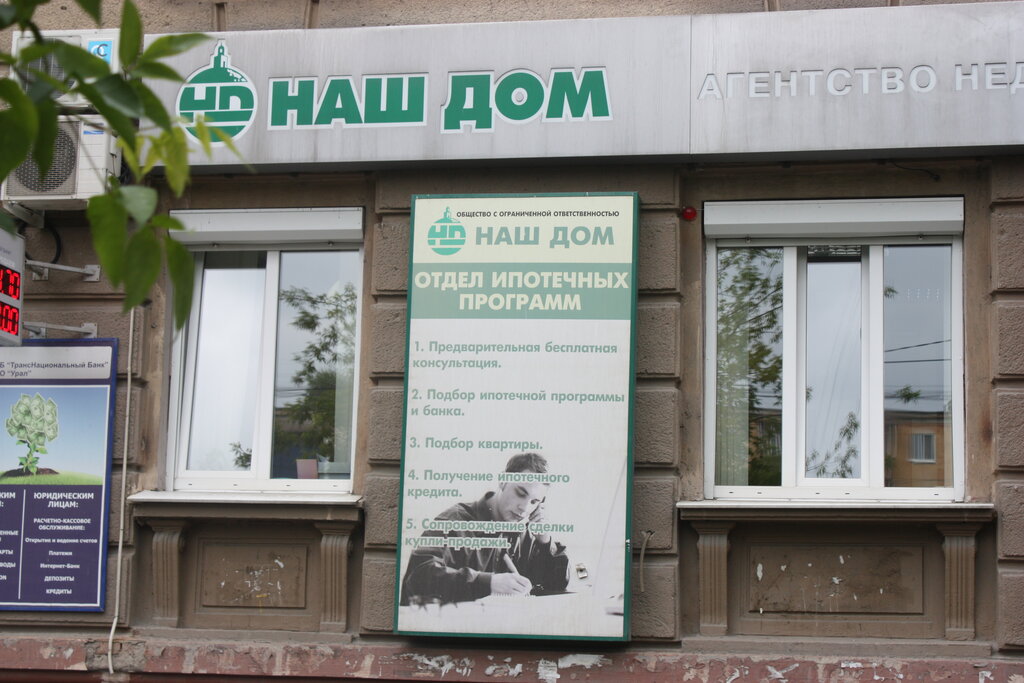 НД НАШ ДОМ
АГЕНТСТВО
ОБЩЕСТВО С ОГРАНИЧЕННОЙ ОТВЕТСТВЕННОСТЬЮ
НД НАШ ДОМ
ОТДЕЛ ИПОТЕЧНЫХ
ПРОГРАММ
1. Предварительная бесплатная
консультация.
2. Подбор ипотечной программы
и банка.
3. Подбор квартиры.
4. Получение ипотечного
кредита.
5. Сопровождение сделки
купли-продажи.
"ТрансНациональный Банк"
"Урал"
ЮРИДИЧЕСКИМ
ЛИЦАМ:
РАСЧЕТНО-КАССОВОЕ
ОБСЛУЖИВАНИЕ:
Открытие и ведение счетов
Платежи
Интернет-Банк
ДЕПОЗИТЫ
КРЕДИТЫ